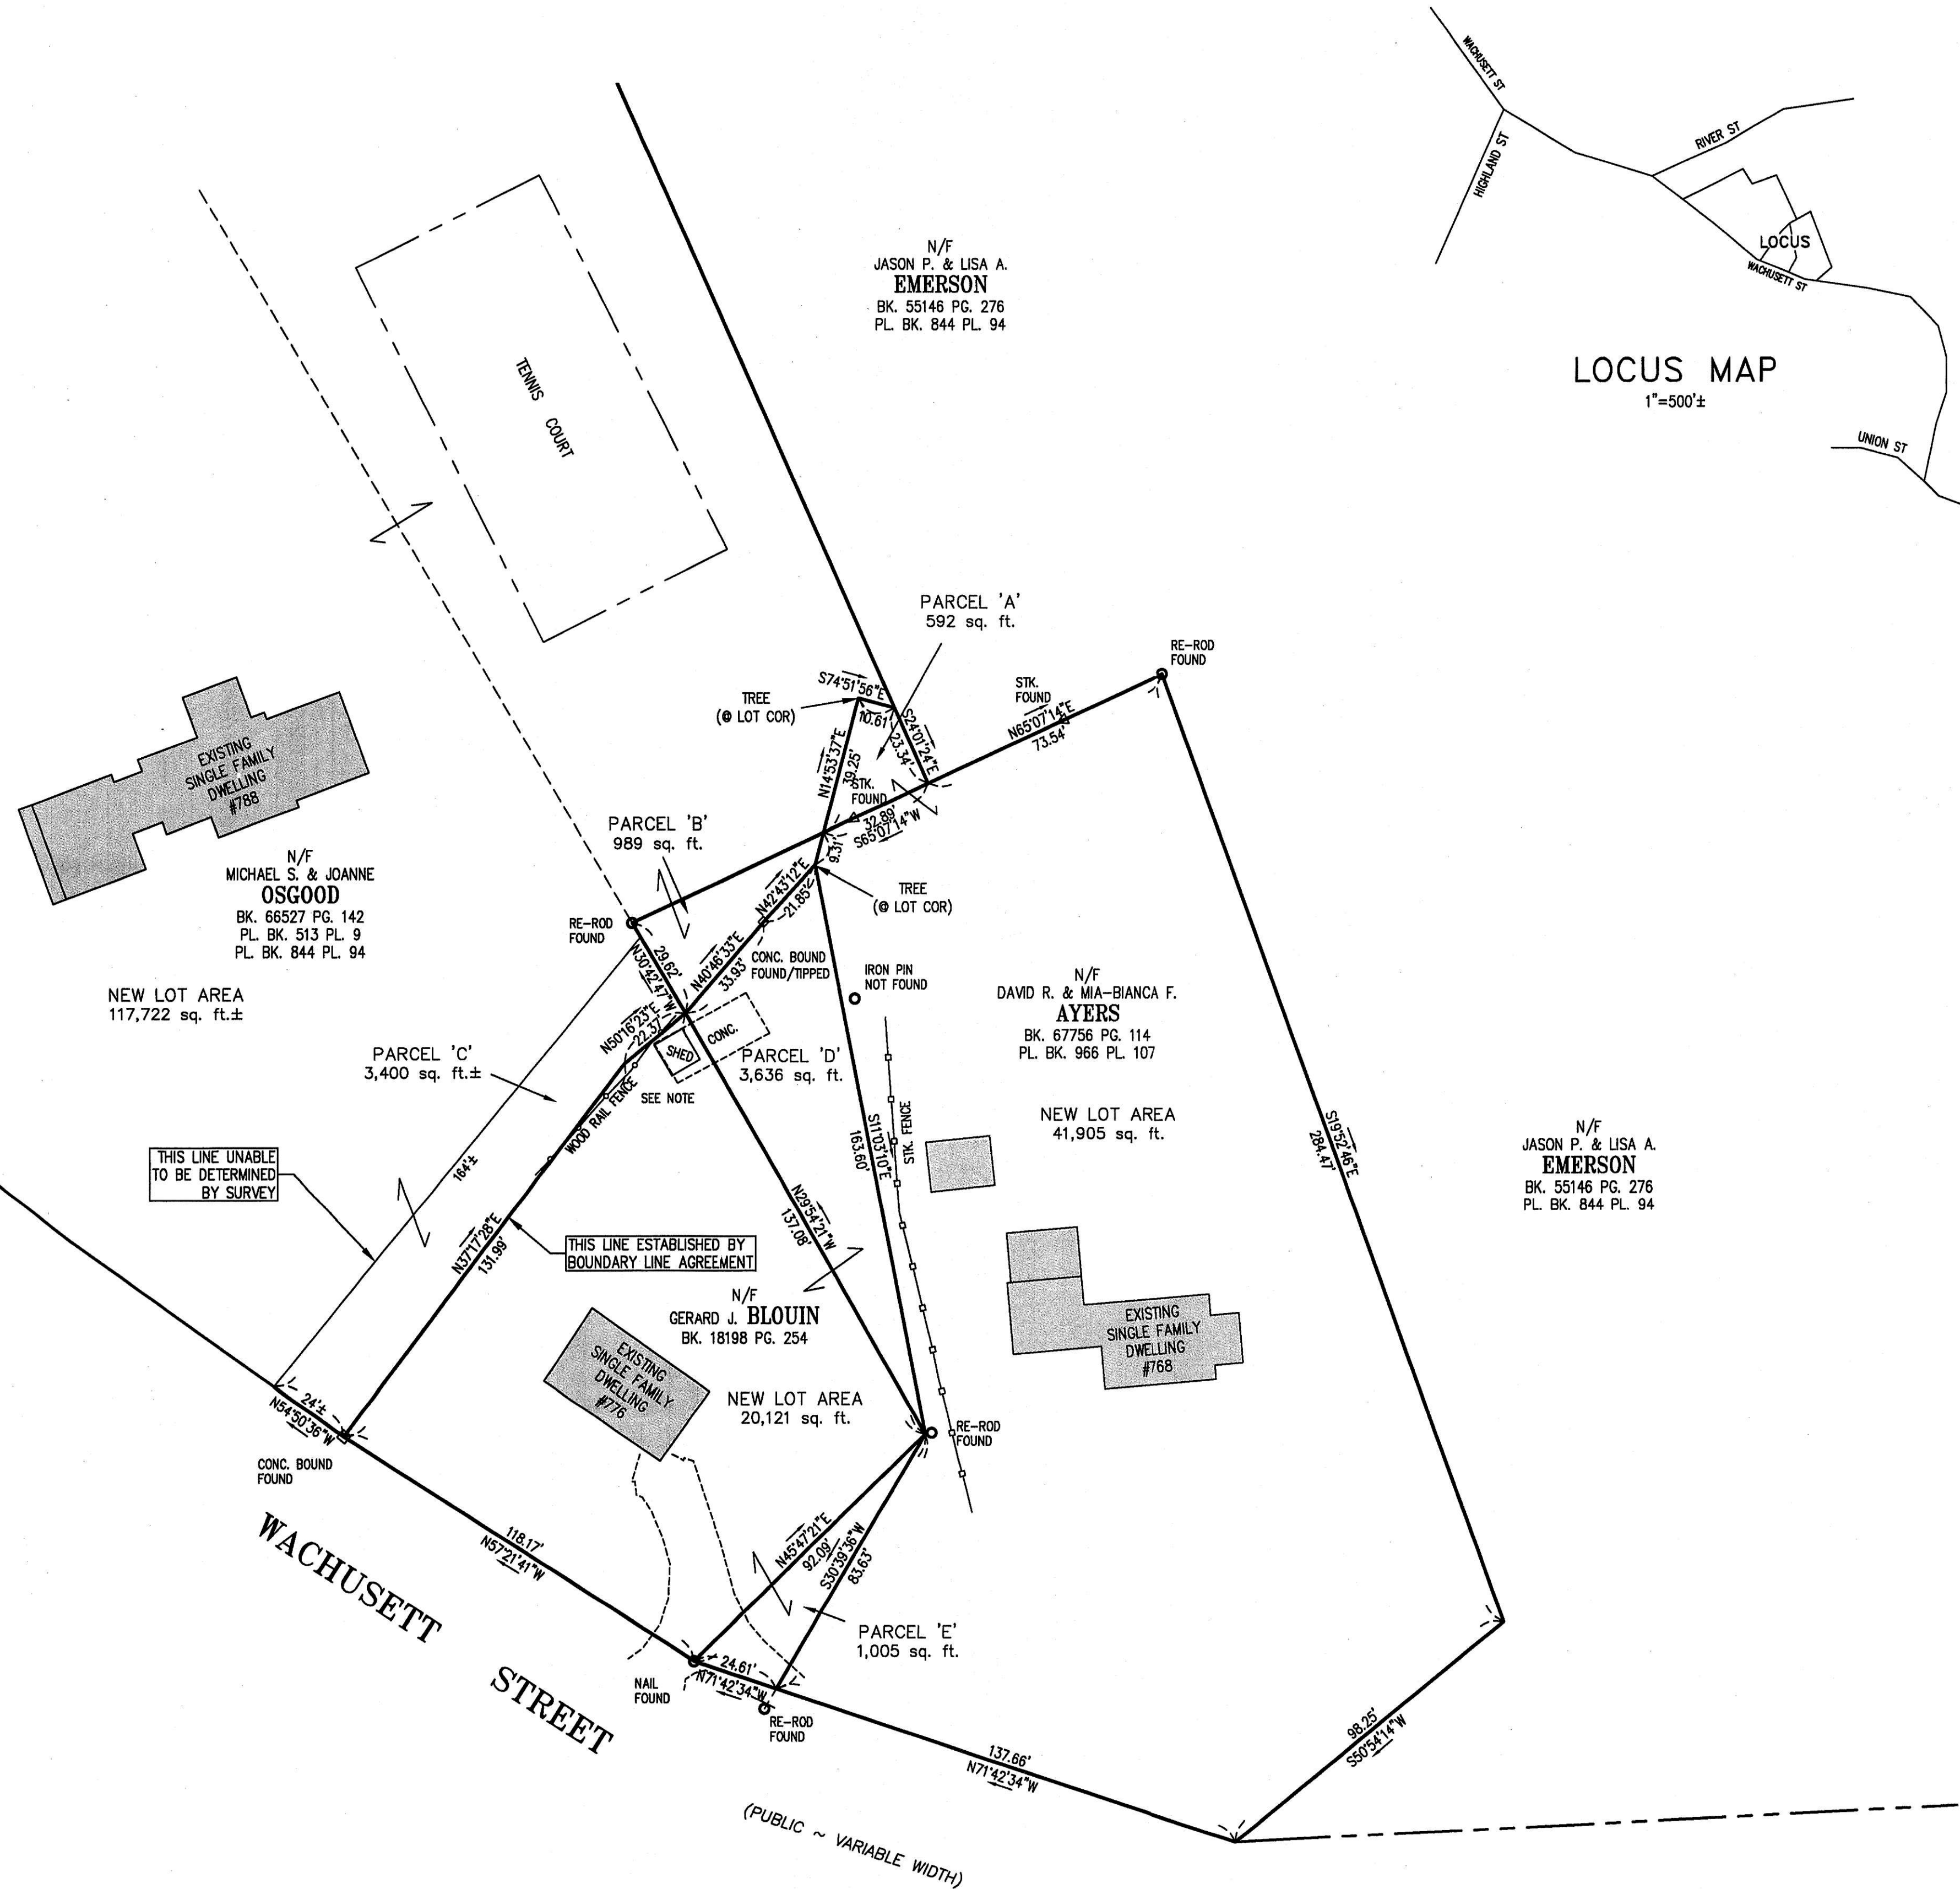 WACHUSETT ST
HIGHLAND ST
RIVER ST
LOCUS
WACHUSETT ST
LOCUS MAP
1"=500'±
UNION ST
N/F
JASON P. & LISA A.
EMERSON
BK. 55146 PG. 276
PL. BK. 844 PL. 94
TENNIS COURT
PARCEL 'A'
592 sq. ft.
RE-ROD
FOUND
STK.
FOUND
N65°07'14"E
73.54'
S74°51'56"E
10.61'
TREE
(@ LOT COR)
S24°01'24"E
23.34'
N14°53'37"E
39.25'
STK.
FOUND
32.89'
S65°07'14"W
9.31'
EXISTING
SINGLE FAMILY
DWELLING
#788
PARCEL 'B'
989 sq. ft.
N/F
MICHAEL S. & JOANNE
OSGOOD
BK. 66527 PG. 142
PL. BK. 513 PL. 9
PL. BK. 844 PL. 94
NEW LOT AREA
117,722 sq. ft.±
N42°43'12"E
21.85'
TREE
(@ LOT COR)
RE-ROD
FOUND
29.62'
W30°42'47"W
N40°46'33"E
33.93'
CONC. BOUND
FOUND/TIPPED
IRON PIN
NOT FOUND
N/F
DAVID R. & MIA-BIANCA F.
AYERS
BK. 67756 PG. 114
PL. BK. 966 PL. 107
NEW LOT AREA
41,905 sq. ft.
N50°16'23"E
22.37'
SHED
CONC.
PARCEL 'C'
3,400 sq. ft.±
PARCEL 'D'
3,636 sq. ft.
SEE NOTE
WOOD RAIL FENCE
STK. FENCE
S11°03'10"E
163.60'
S19°52'46"E
284.47'
N/F
JASON P. & LISA A.
EMERSON
BK. 55146 PG. 276
PL. BK. 844 PL. 94
THIS LINE UNABLE
TO BE DETERMINED
BY SURVEY
164'±
N37°17'28"E
131.99'
THIS LINE ESTABLISHED BY
BOUNDARY LINE AGREEMENT
N29°54'21"W
137.08'
N/F
GERARD J. BLOUIN
BK. 18198 PG. 254
EXISTING
SINGLE FAMILY
DWELLING
#776
NEW LOT AREA
20,121 sq. ft.
EXISTING
SINGLE FAMILY
DWELLING
#768
RE-ROD
FOUND
24'±
N54°50'36"W
CONC. BOUND
FOUND
118.17'
N57°21'41"W
N45°47'21"E
92.09'
S30°39'36"W
83.63'
PARCEL 'E'
1,005 sq. ft.
WACHUSETT
STREET
NAIL
FOUND
24.61'
N71°42'34"W
RE-ROD
FOUND
137.66'
N71°42'34"W
98.25'
S50°54'14"W
(PUBLIC ~ VARIABLE WIDTH)